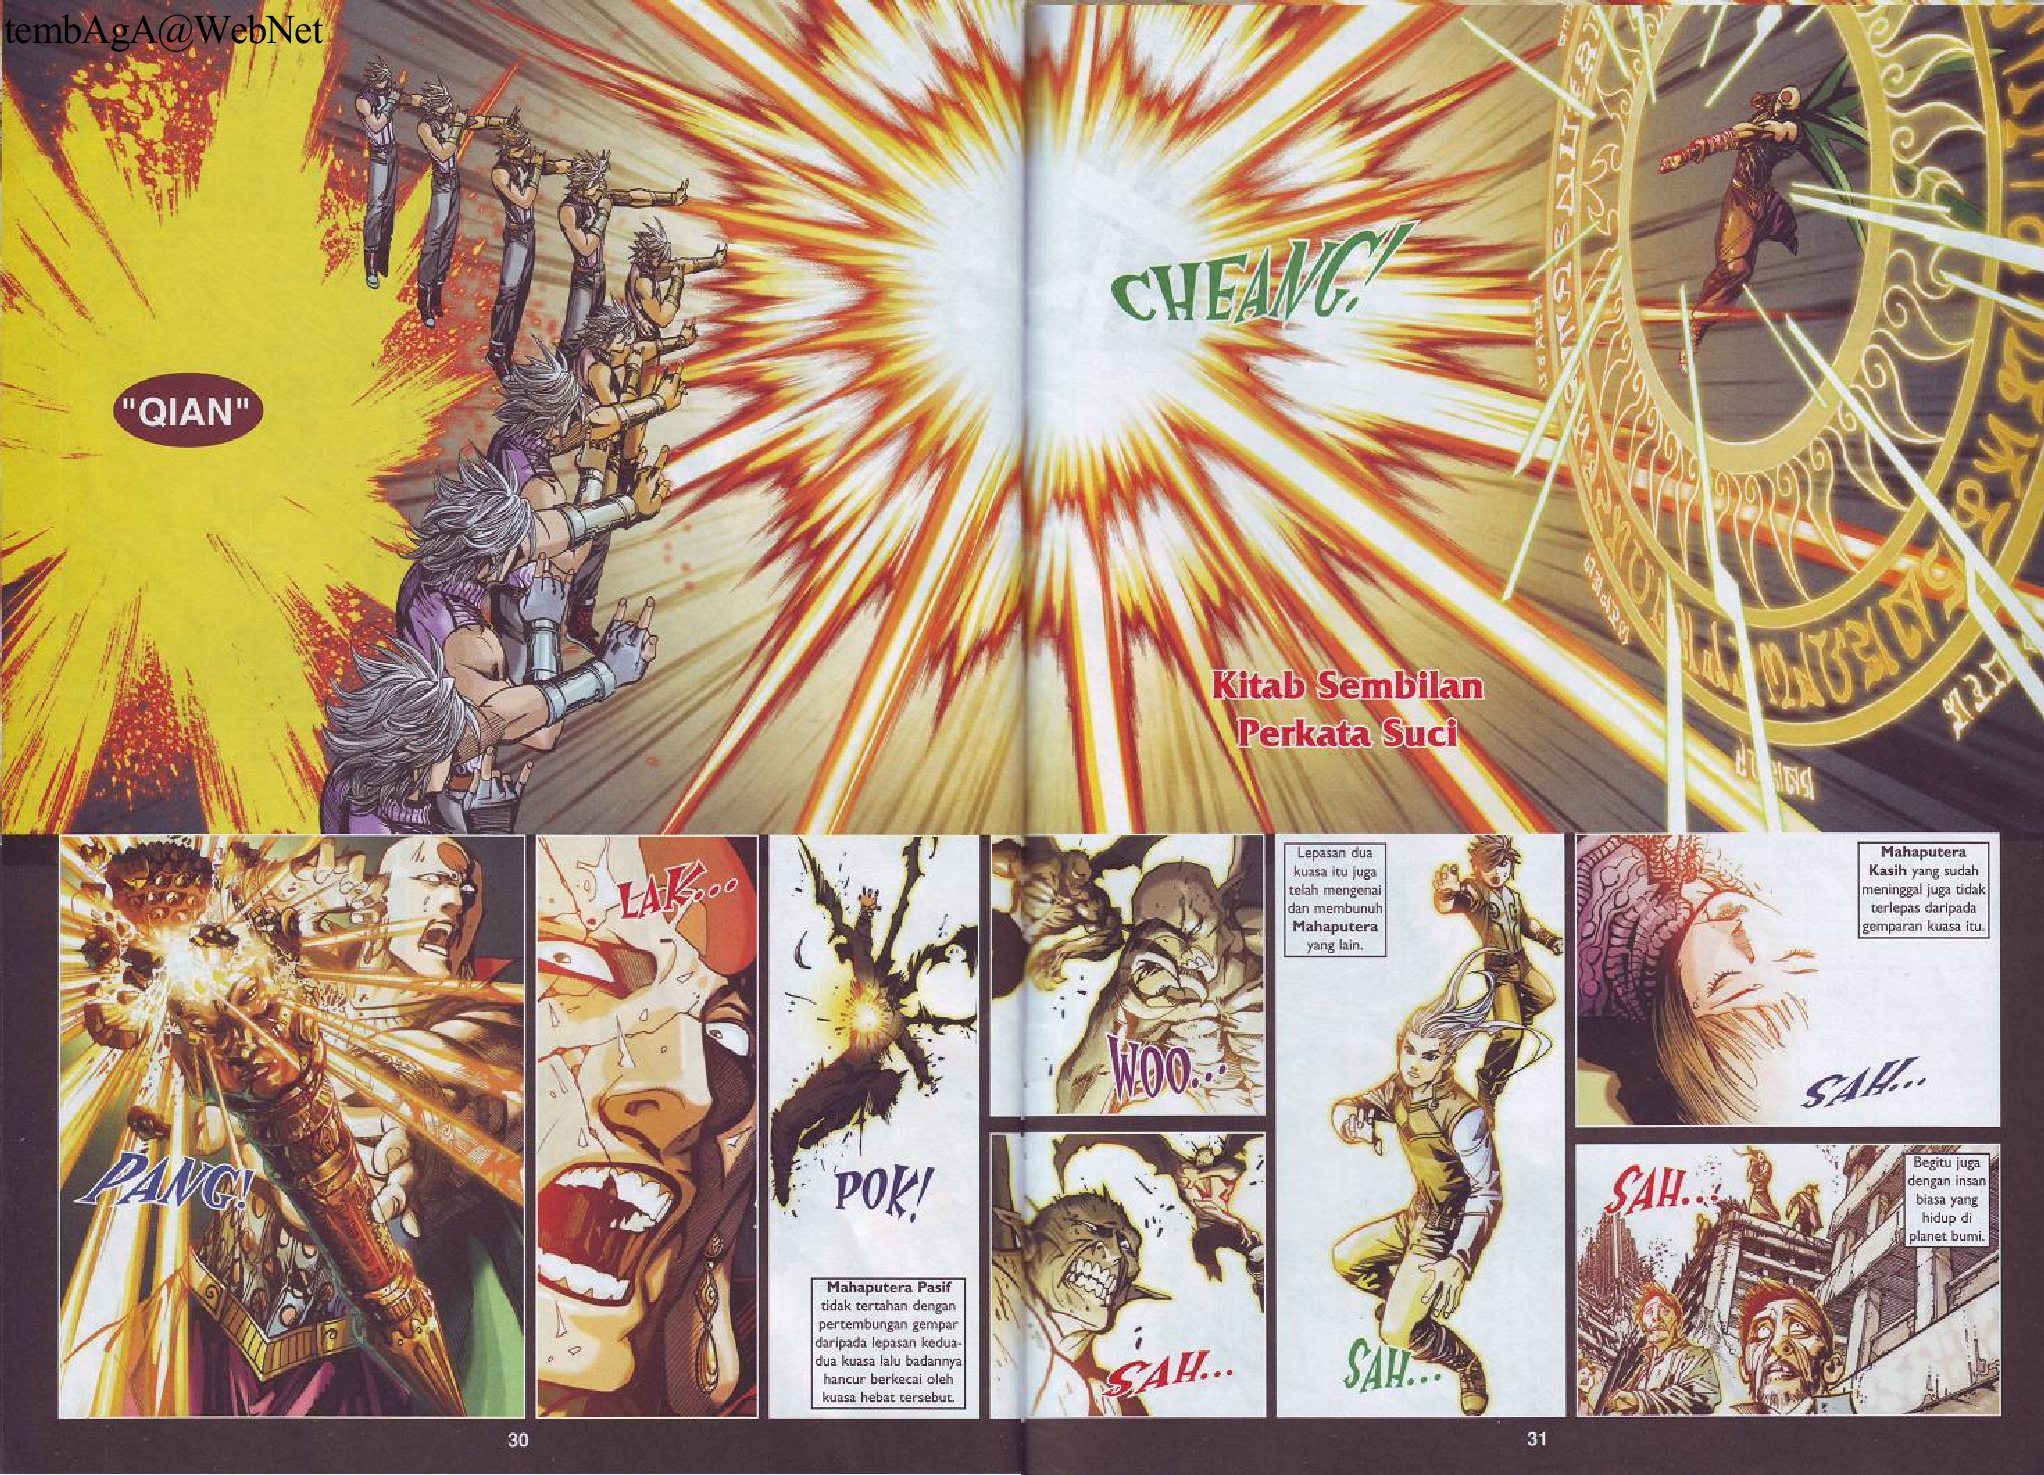 tembAgA@WebNet
"QIAN"
CHEANG!
Kitab Sembilan
Perkata Suci
PANG!
LAK...
POK!
Mahaputera Pasif
tidak tertahan dengan
pertembungan gempar
daripada lepasan kedua-
dua kuasa lalu badannya
hancur berkecai oleh
kuasa hebat tersebut.
WOO...
SAH...
Lepasan dua
kuasa itu juga
telah mengenai
dan membunuh
Mahaputera
yang lain.
SAH...
Mahaputera
Kasih yang sudah
meninggal juga tidak
terlepas daripada
gemparan kuasa itu.
SAH...
SAH...
Begitu juga
dengan insan
biasa yang
hidup di
planet bumi.
30
31